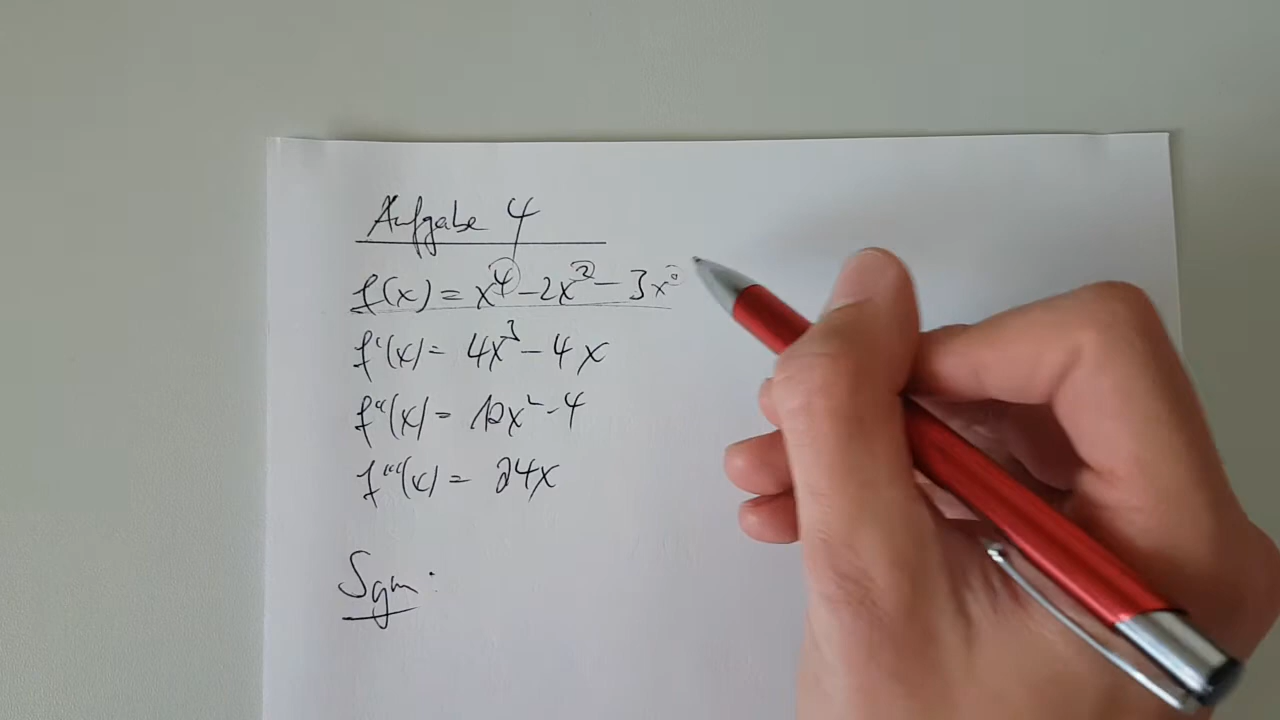 Aufgabe 4
f(x) = x⁴ - 2x² - 3x⁰
f'(x) = 4x³ - 4x
f''(x) = 12x² - 4
f'''(x) = 24x
Sym: